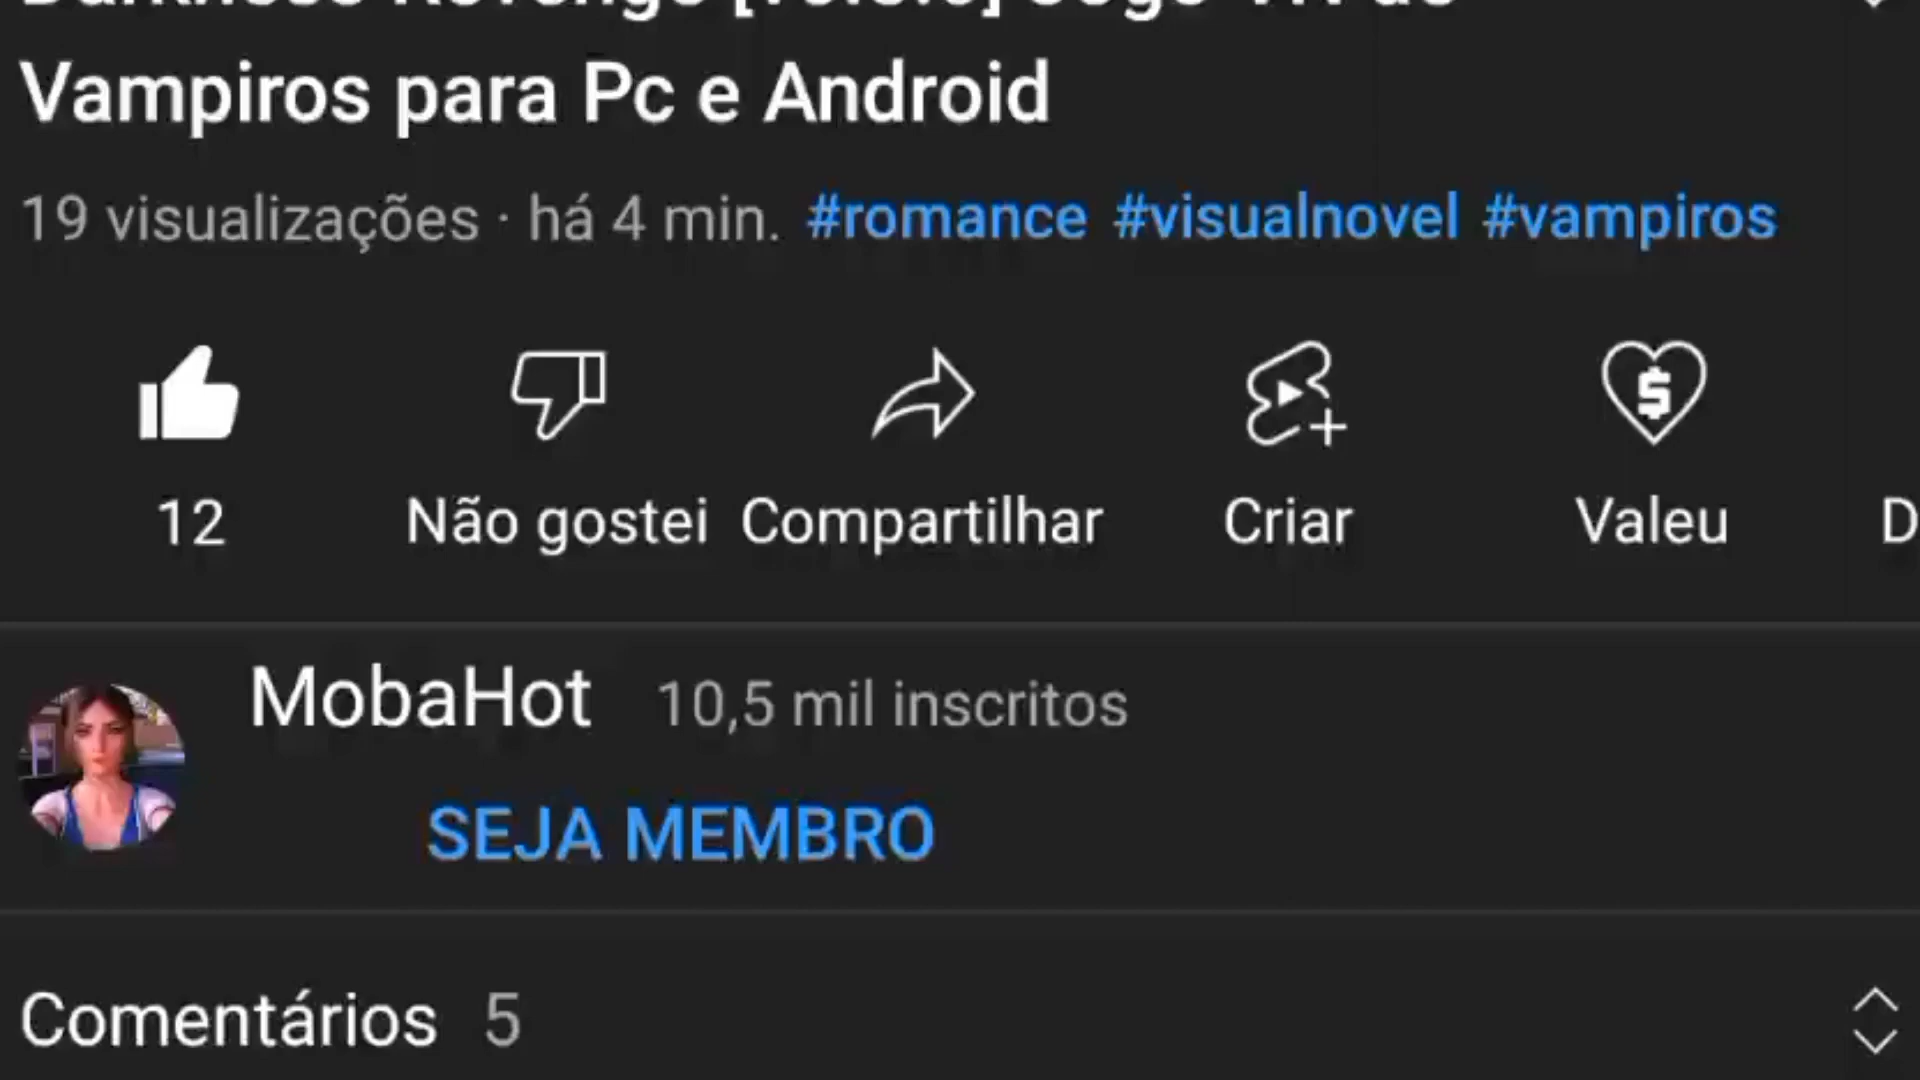 Vampiros para Pc e Android
19 visualizações · há 4 min. #romance #visualnovel #vampiros
12 Não gostei Compartilhar Criar Valeu D
MobaHot 10,5 mil inscritos
SEJA MEMBRO
Comentários 5